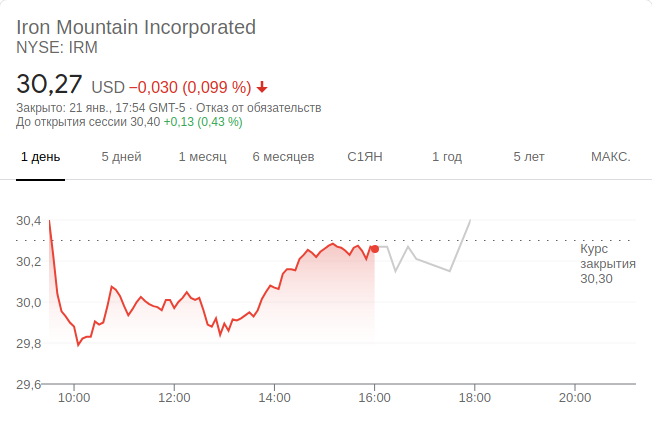 Iron Mountain Incorporated
NYSE: IRM
30,27 USD −0,030 (0,099 %)
Закрыто: 21 янв., 17:54 GMT-5 · Отказ от обязательств
До открытия сессии 30,40 +0,13 (0,43 %)
1 день 5 дней 1 месяц 6 месяцев С1ЯН 1 год 5 лет МАКС.
30,4
Курс
закрытия
30,30
30,2
30,0
29,8
29,6
10:00 12:00 14:00 16:00 18:00 20:00